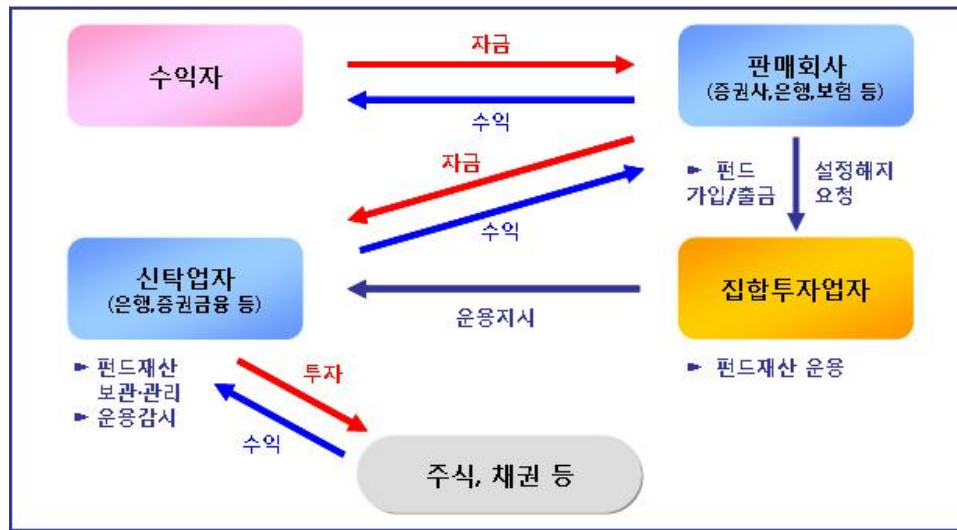 수익자
자금
수익
판매회사
(증권사,은행,보험 등)
자금
수익
► 펀드
가입/출금
설정해지
요청
신탁업자
(은행,증권금융 등)
운용지시
집합투자업자
► 펀드재산
보관·관리
► 운용감시
투자
수익
► 펀드재산 운용
주식, 채권 등